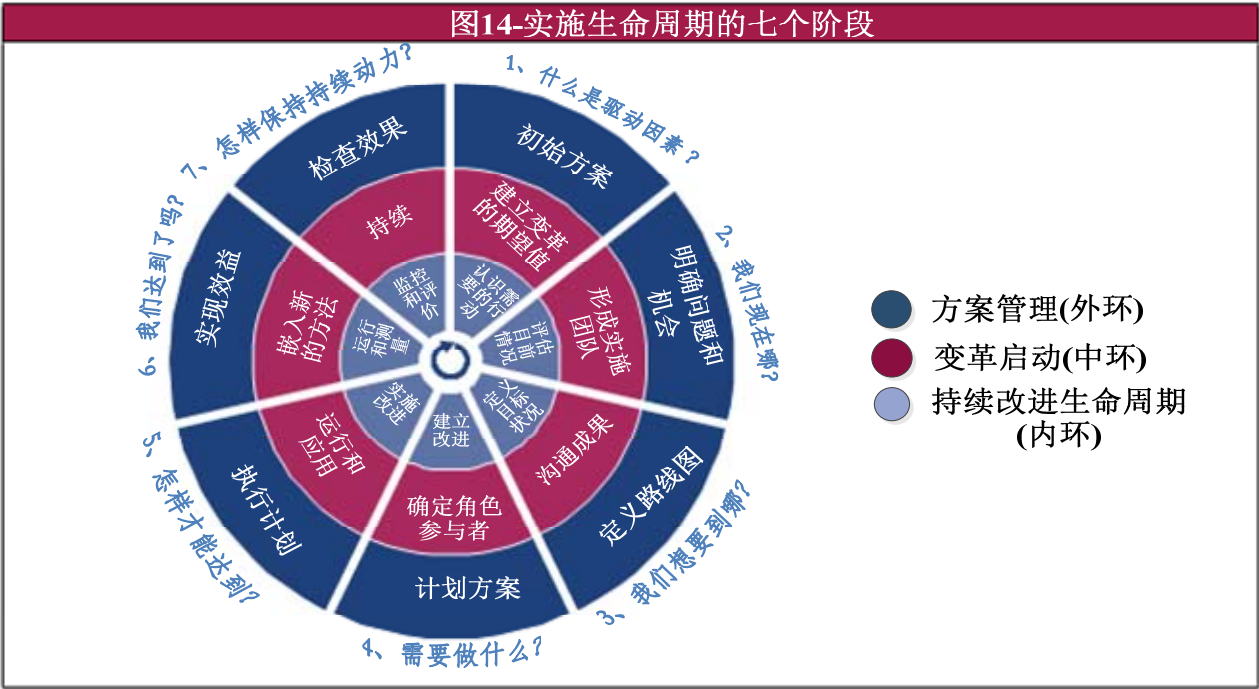 图14-实施生命周期的七个阶段
1、什么是驱动因素?
2、我们现在哪?
3、我们想要到哪?
4、需要做什么?
5、怎样才能达到?
6、我们达到了吗?
7、怎样保持持续动力?
初始方案
明确问题和
机会
定义路线图
计划方案
执行计划
实现效益
检查效果
建立变革
的期望值
形成实施
团队
沟通成果
确定角色
参与者
运行和
应用
嵌入新
的方法
持续
认识需
要的行
动
评估
目前
情况
定义
目标
状况
建立
改进
实施
改进
运行
和测
量
监控
和评
价
方案管理(外环)
变革启动(中环)
持续改进生命周期
(内环)